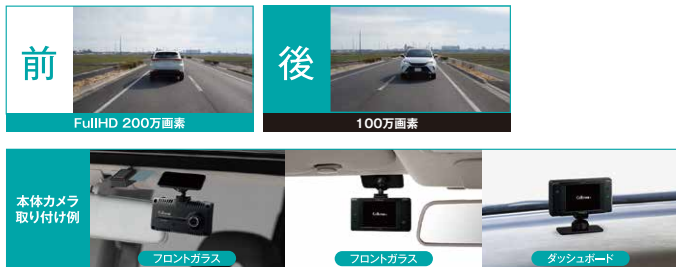 前
FullHD 200万画素
後
100万画素
本体カメラ
取り付け例
フロントガラス
フロントガラス
ダッシュボード